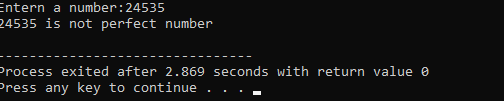 Entern a number:24535
24535 is not perfect number
--------------------------------
Process exited after 2.869 seconds with return value 0
Press any key to continue . . .